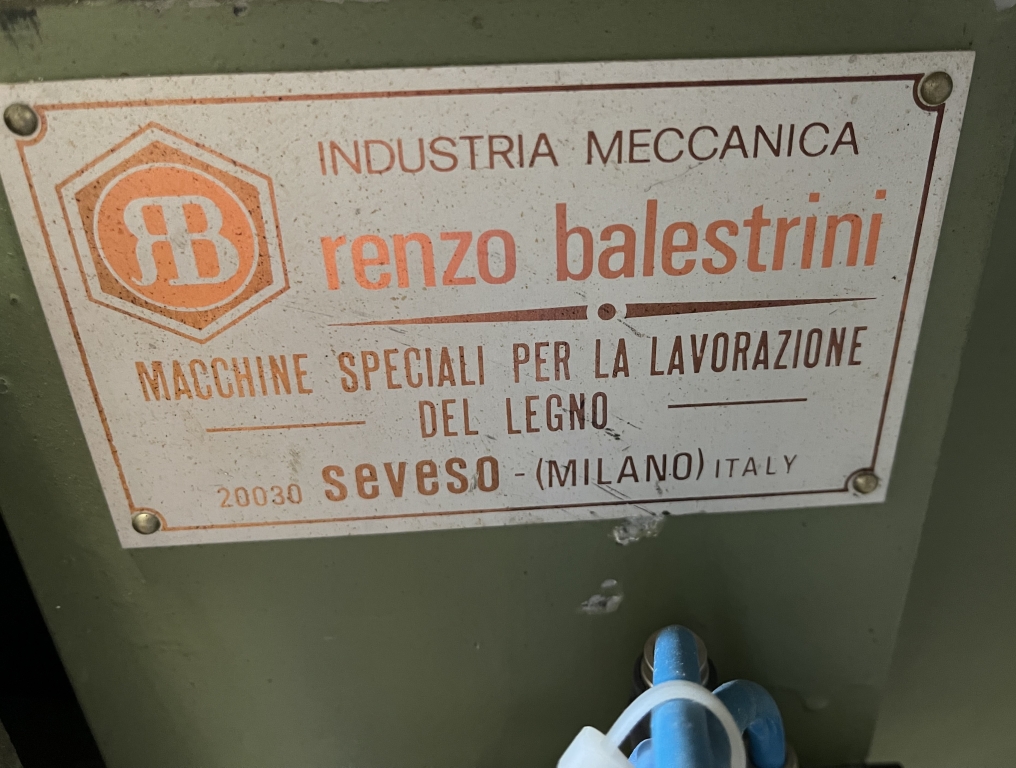 RB
INDUSTRIA MECCANICA
renzo balestrini
MACCHINE SPECIALI PER LA LAVORAZIONE
DEL LEGNO
20030 seveso - (MILANO) ITALY